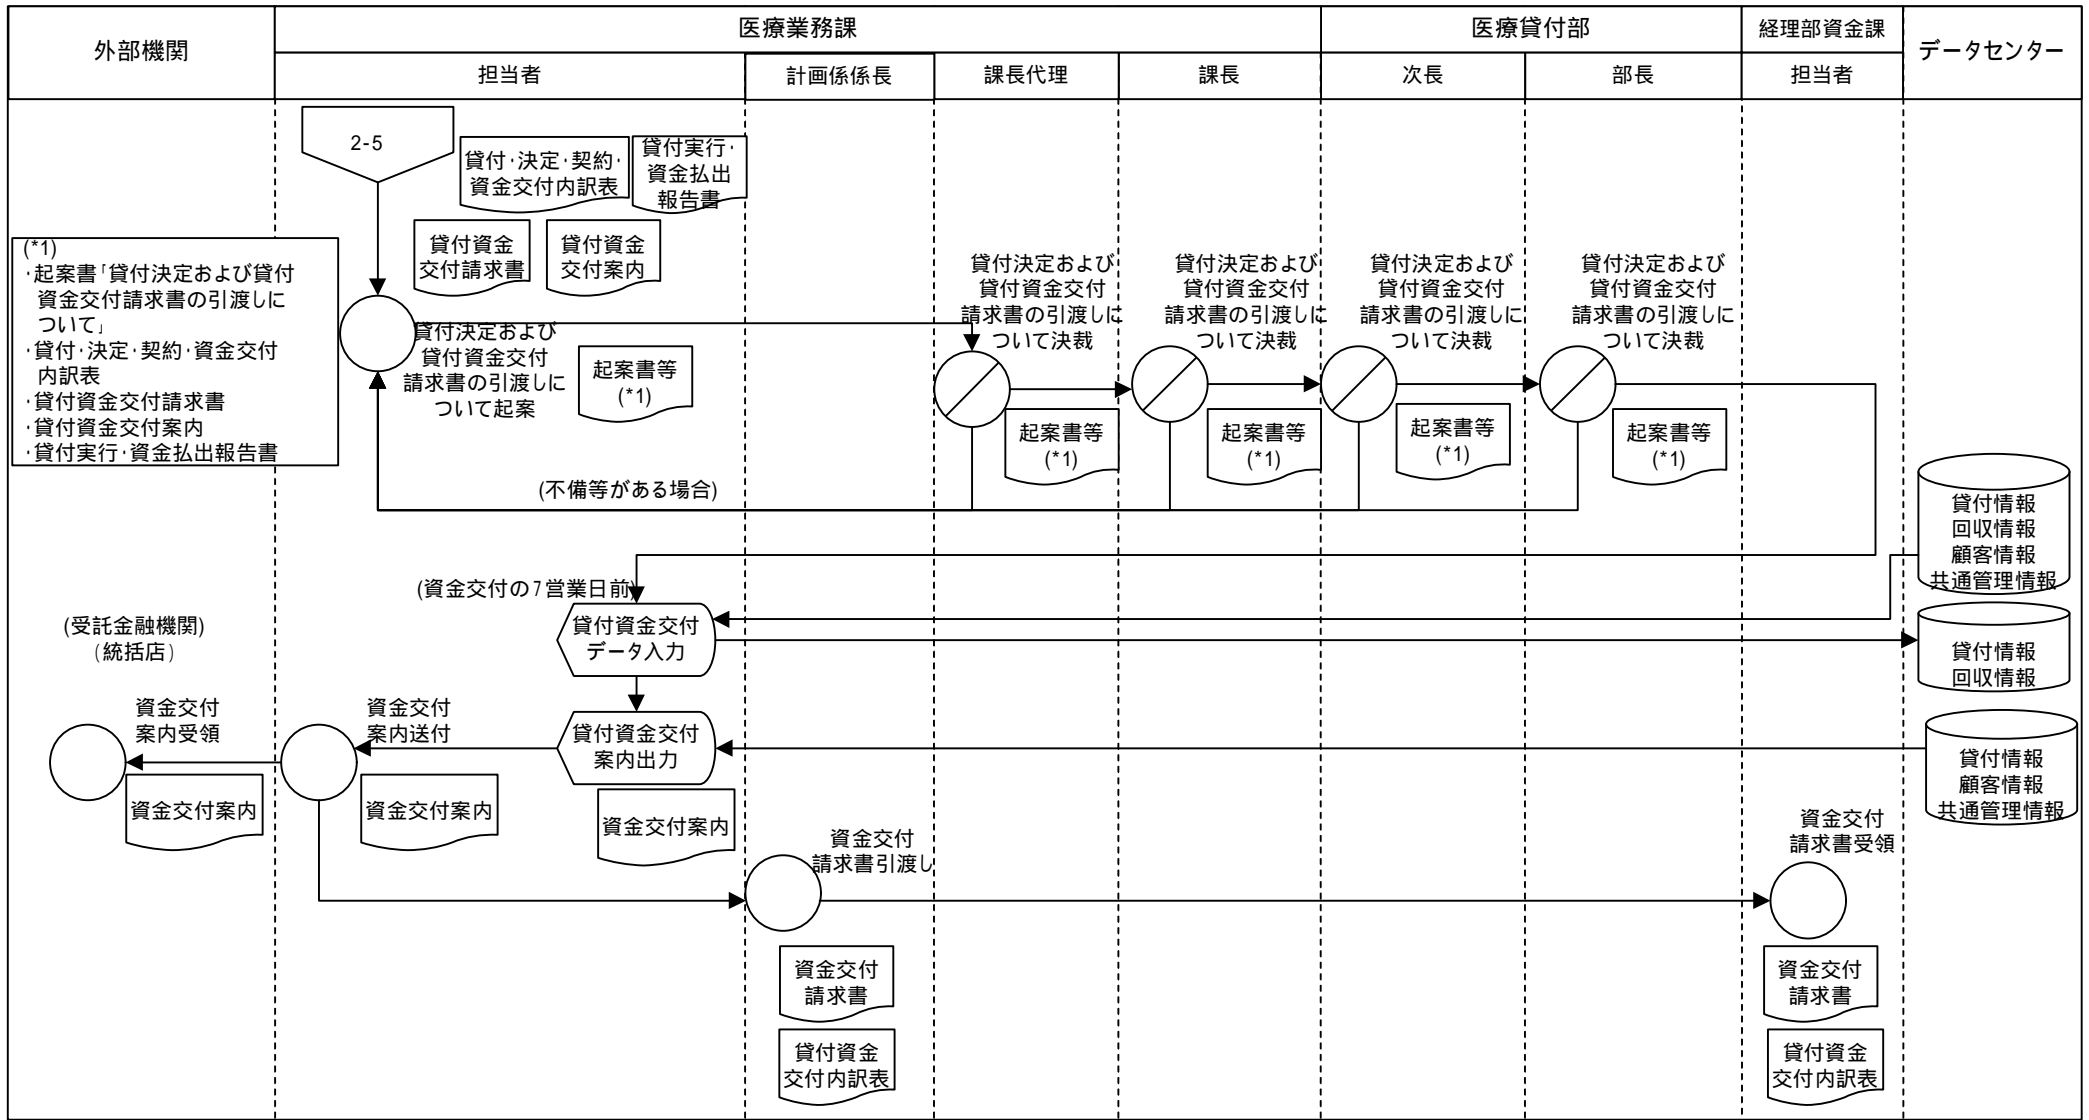 外部機関
医療業務課
医療貸付部
経理部資金課
データセンター
担当者
計画係係長
課長代理
課長
次長
部長
担当者
2-5
貸付・決定・契約・
資金交付内訳表
貸付実行・
資金払出
報告書
貸付資金
交付請求書
貸付資金
交付案内
(*1)
・起案書「貸付決定および貸付
資金交付請求書の引渡しに
ついて」
・貸付・決定・契約・資金交付
内訳表
・貸付資金交付請求書
・貸付資金交付案内
・貸付実行・資金払出報告書
貸付決定および
貸付資金交付
請求書の引渡しに
ついて起案
起案書等
(*1)
貸付決定および
貸付資金交付
請求書の引渡しに
ついて決裁
起案書等
(*1)
貸付決定および
貸付資金交付
請求書の引渡しに
ついて決裁
起案書等
(*1)
貸付決定および
貸付資金交付
請求書の引渡しに
ついて決裁
起案書等
(*1)
貸付決定および
貸付資金交付
請求書の引渡しに
ついて決裁
起案書等
(*1)
(不備等がある場合)
貸付情報
回収情報
顧客情報
共通管理情報
(資金交付の7営業日前)
貸付資金交付
データ入力
貸付情報
回収情報
(受託金融機関)
(統括店)
資金交付
案内受領
資金交付案内
資金交付
案内送付
資金交付案内
貸付資金交付
案内出力
資金交付案内
貸付情報
顧客情報
共通管理情報
資金交付
請求書引渡し
資金交付
請求書受領
資金交付
請求書
貸付資金
交付内訳表
資金交付
請求書
貸付資金
交付内訳表